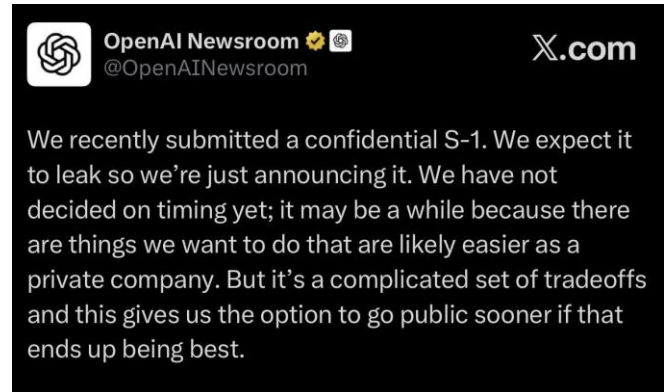 OpenAI Newsroom
@OpenAINewsroom
X.com
We recently submitted a confidential S-1. We expect it
to leak so we’re just announcing it. We have not
decided on timing yet; it may be a while because there
are things we want to do that are likely easier as a
private company. But it’s a complicated set of tradeoffs
and this gives us the option to go public sooner if that
ends up being best.